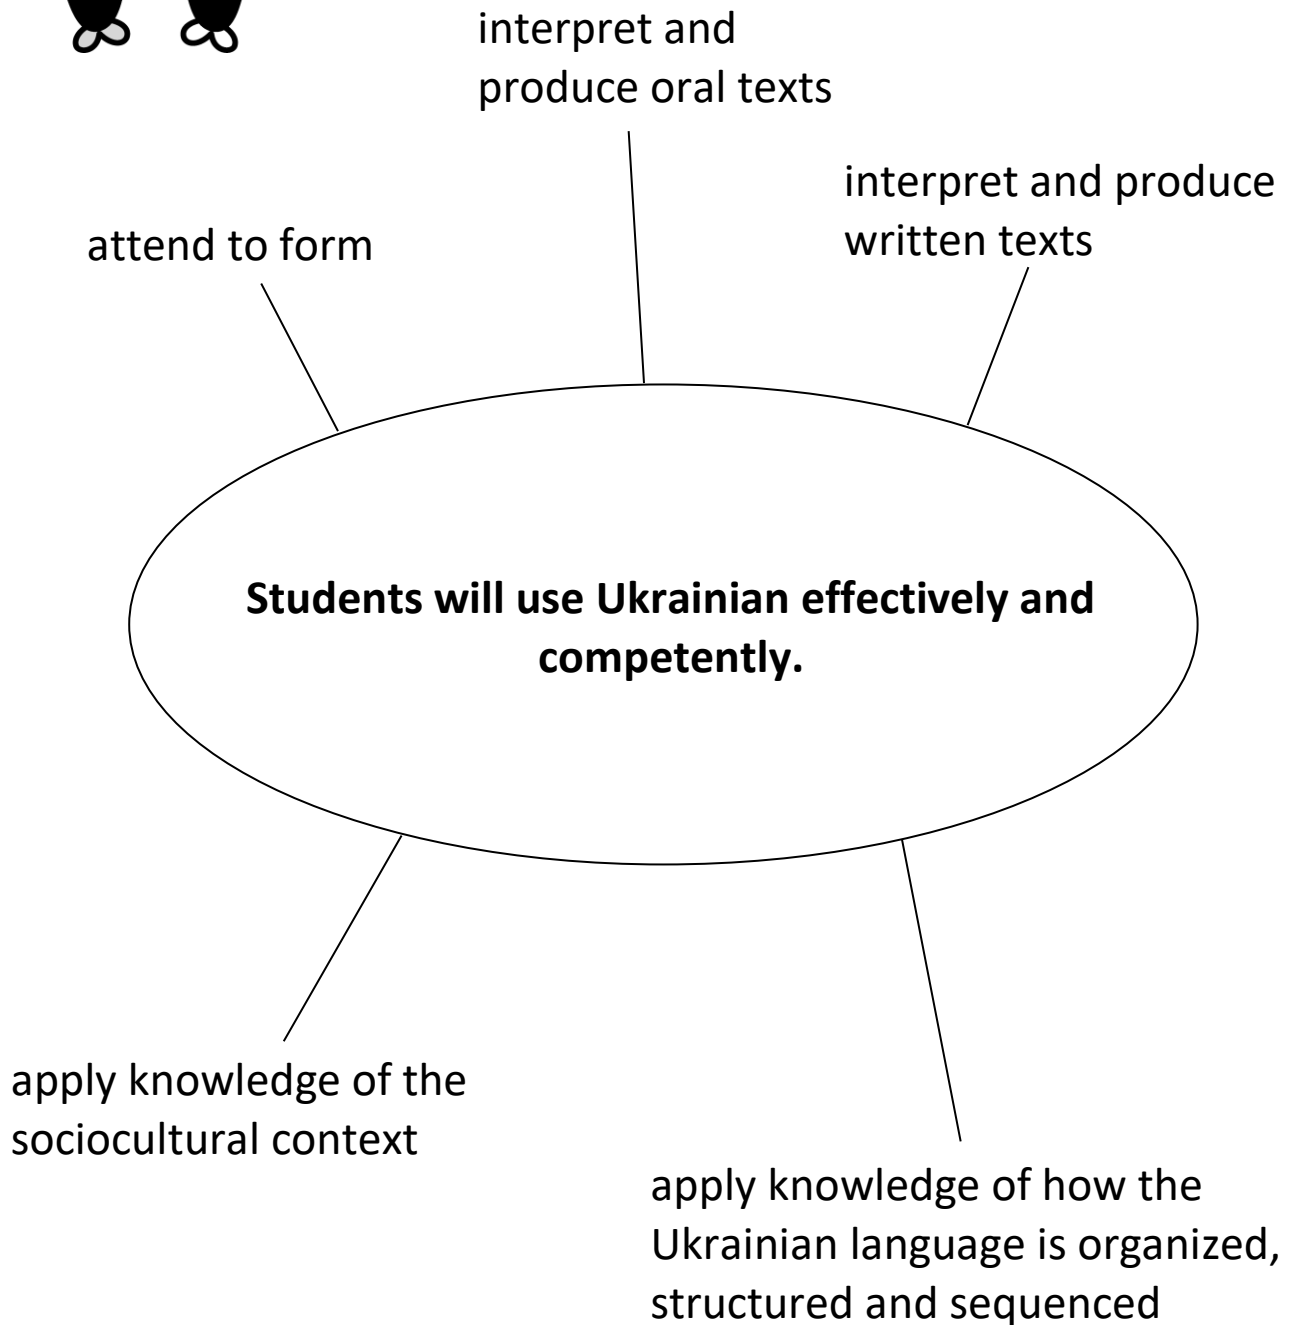 interpret and
produce oral texts
interpret and produce
written texts
attend to form
Students will use Ukrainian effectively and
competently.
apply knowledge of the
sociocultural context
apply knowledge of how the
Ukrainian language is organized,
structured and sequenced